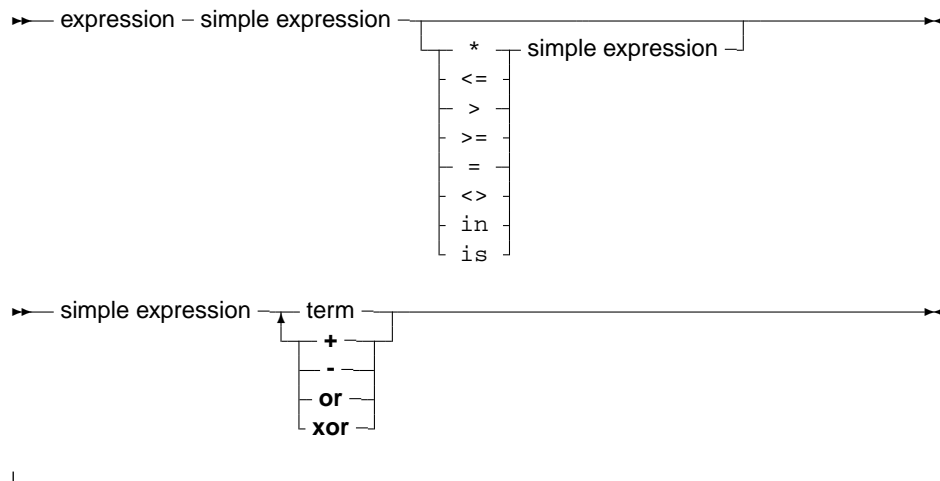 expression simple expression
* simple expression
<=
>
>=
=
<>
in
is
simple expression term
+
-
or
xor